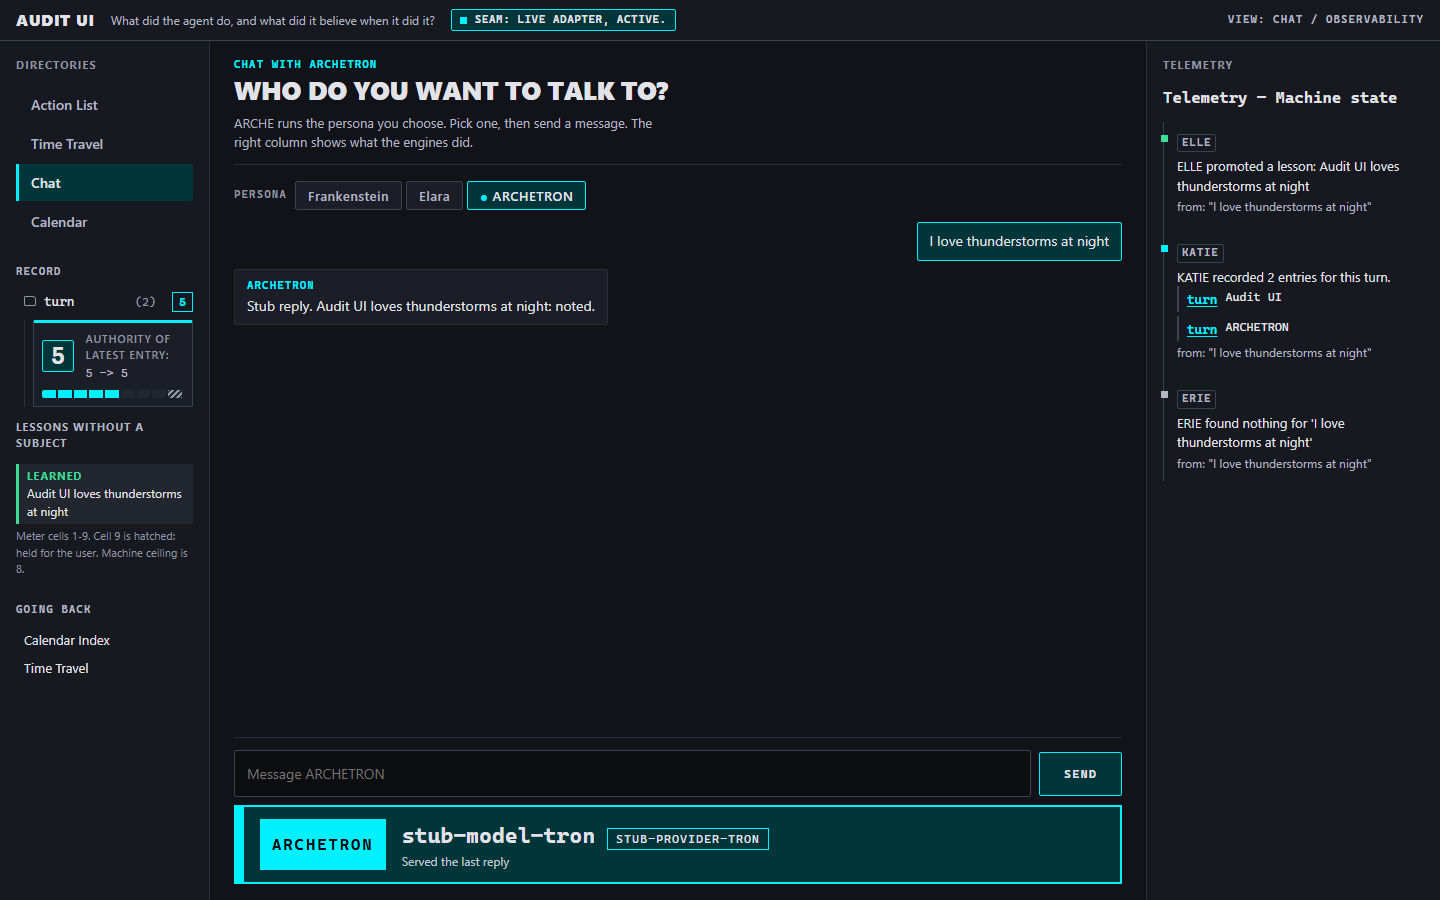 AUDIT UI
What did the agent do, and what did it believe when it did it?
SEAM: LIVE ADAPTER, ACTIVE.
VIEW: CHAT / OBSERVABILITY
DIRECTORIES
Action List
Time Travel
Chat
Calendar
RECORD
turn (2) 5
5
AUTHORITY OF
LATEST ENTRY:
5 -> 5
LESSONS WITHOUT A
SUBJECT
LEARNED
Audit UI loves thunderstorms
at night
Meter cells 1-9. Cell 9 is hatched:
held for the user. Machine ceiling is
8.
GOING BACK
Calendar Index
Time Travel
CHAT WITH ARCHETRON
WHO DO YOU WANT TO TALK TO?
ARCHE runs the persona you choose. Pick one, then send a message. The
right column shows what the engines did.
PERSONA Frankenstein Elara ARCHETRON
I love thunderstorms at night
ARCHETRON
Stub reply. Audit UI loves thunderstorms at night: noted.
Message ARCHETRON
SEND
ARCHETRON
stub-model-tron STUB-PROVIDER-TRON
Served the last reply
TELEMETRY
Telemetry — Machine state
ELLE
ELLE promoted a lesson: Audit UI loves
thunderstorms at night
from: "I love thunderstorms at night"
KATIE
KATIE recorded 2 entries for this turn.
turn Audit UI
turn ARCHETRON
from: "I love thunderstorms at night"
ERIE
ERIE found nothing for 'I love
thunderstorms at night'
from: "I love thunderstorms at night"